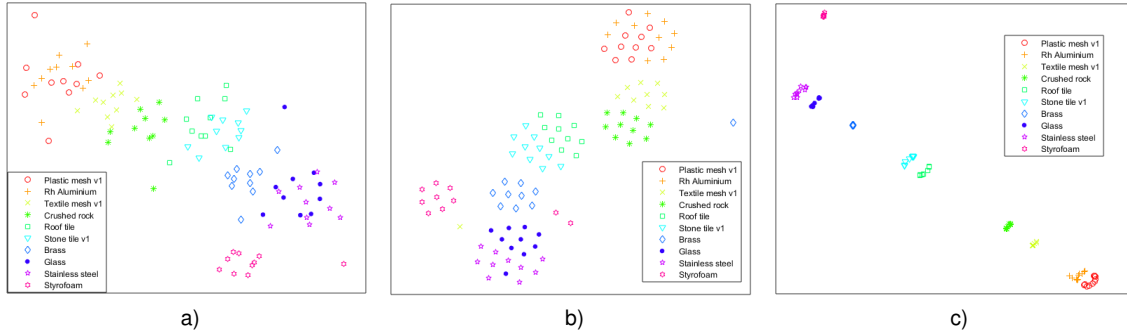 Plastic mesh v1
Rh Aluminium
Textile mesh v1
Crushed rock
Roof tile
Stone tile v1
Brass
Glass
Stainless steel
Styrofoam
a)
Plastic mesh v1
Rh Aluminium
Textile mesh v1
Crushed rock
Roof tile
Stone tile v1
Brass
Glass
Stainless steel
Styrofoam
b)
Plastic mesh v1
Rh Aluminium
Textile mesh v1
Crushed rock
Roof tile
Stone tile v1
Brass
Glass
Stainless steel
Styrofoam
c)